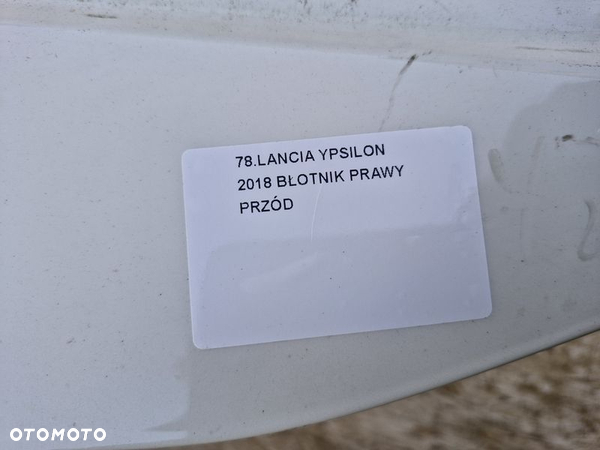 78.LANCIA YPSILON
2018 BŁOTNIK PRAWY
PRZÓD
OTOMOTO